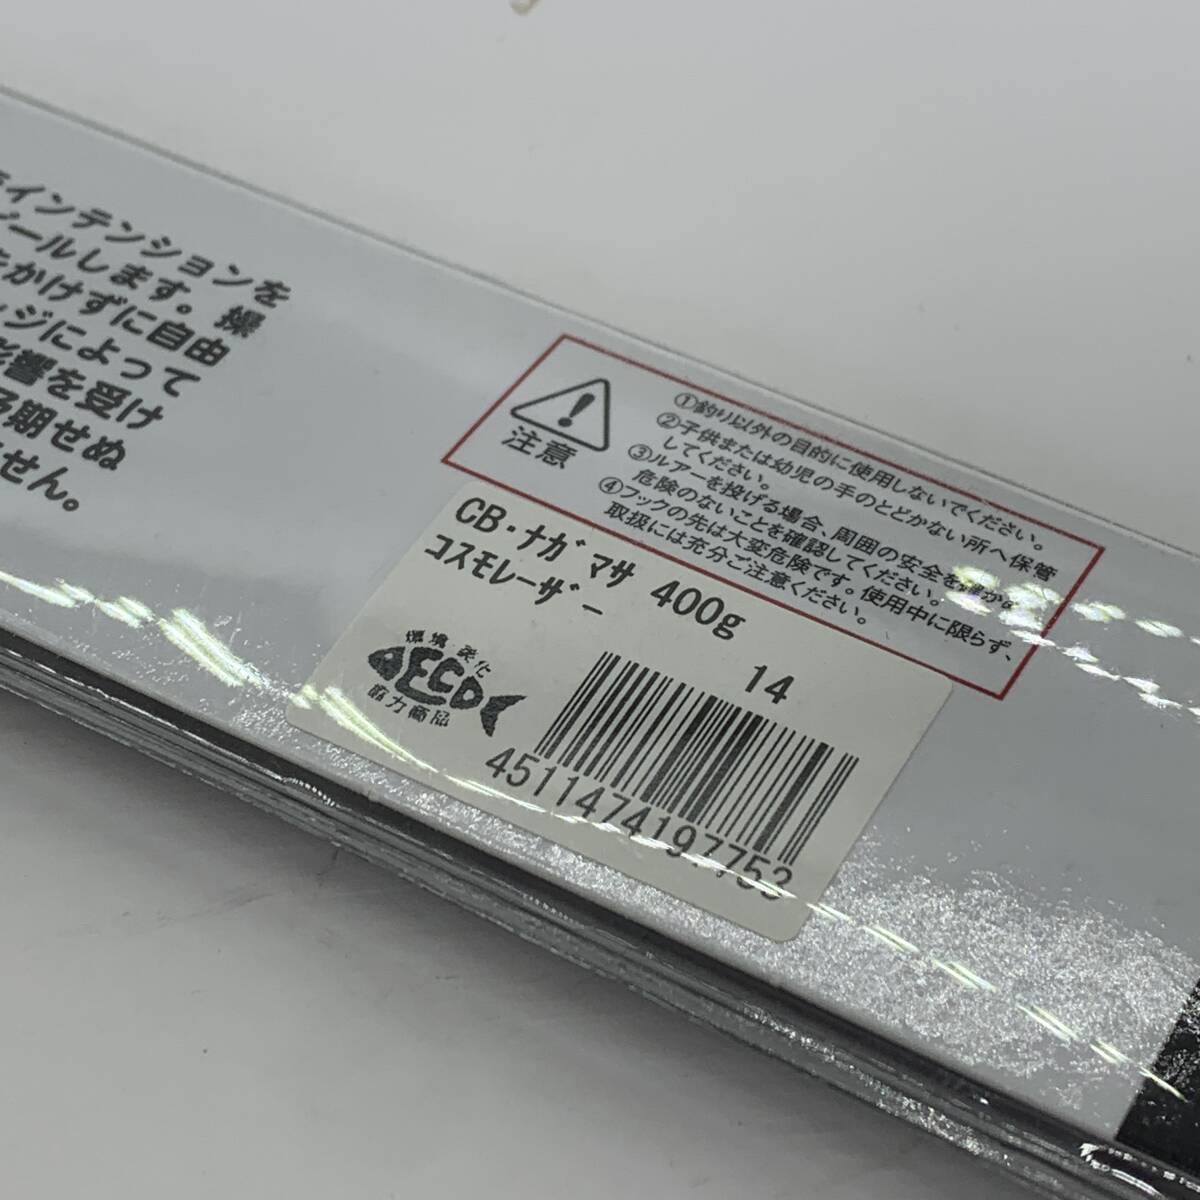 インテンションを
ールします。操
かけずに自由
ジによって
影響を受け
予期せぬ
せん。
注意
①釣り以外の目的に使用しないでください。
②子供または幼児の手のとどかない所へ保管
してください。
③ルアーを投げる場合、周囲の安全を確かめ
危険のないことを確認してください。
④フックの先は大変危険です。使用中に限らず、
取扱には充分ご注意ください。
CB・ﾅｶﾞﾏｻ 400g
ｺｽﾓﾚｰｻﾞｰ
14
環境美化
ECO
協力商品
4511474197753